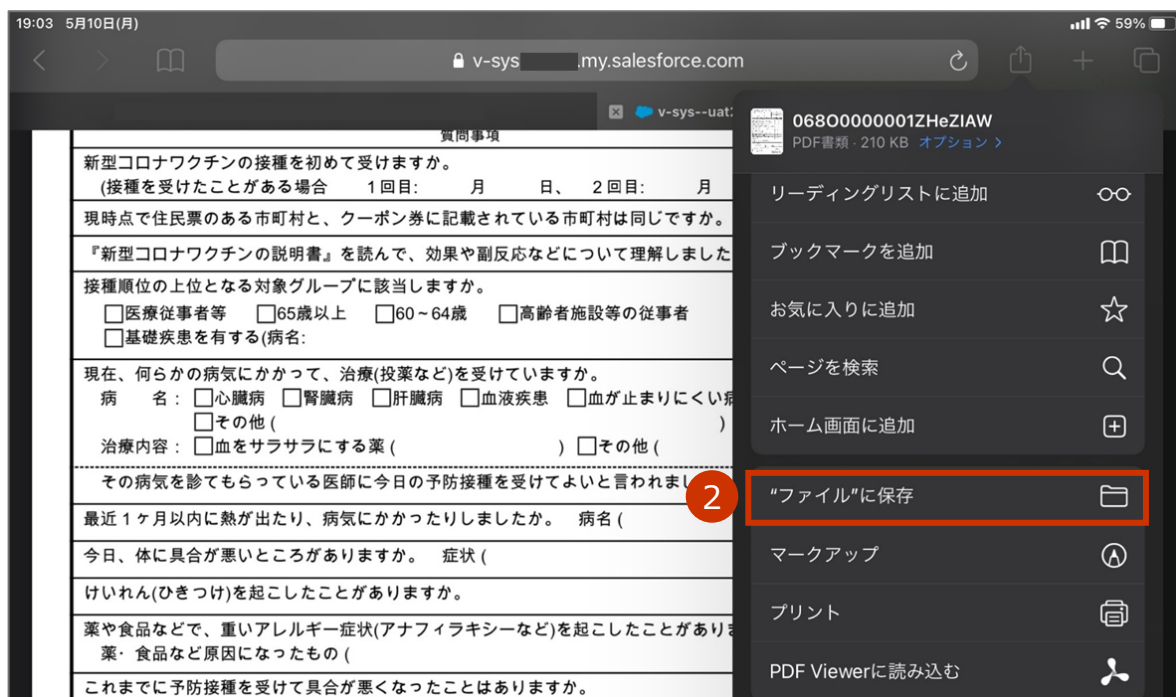 19:03 5月10日(月)
59%
v-sys .my.salesforce.com
v-sys--uat
質問事項
新型コロナワクチンの接種を初めて受けますか。
(接種を受けたことがある場合 1回目: 月 日、 2回目: 月
現時点で住民票のある市町村と、クーポン券に記載されている市町村は同じですか。
『新型コロナワクチンの説明書』を読んで、効果や副反応などについて理解しました
接種順位の上位となる対象グループに該当しますか。
□医療従事者等 □65歳以上 □60~64歳 □高齢者施設等の従事者
□基礎疾患を有する(病名:
現在、何らかの病気にかかって、治療(投薬など)を受けていますか。
病 名: □心臓病 □腎臓病 □肝臓病 □血液疾患 □血が止まりにくい病
□その他( )
治療内容: □血をサラサラにする薬( ) □その他(
その病気を診てもらっている医師に今日の予防接種を受けてよいと言われまし
最近1ヶ月以内に熱が出たり、病気にかかったりしましたか。 病名(
今日、体に具合が悪いところがありますか。 症状(
けいれん(ひきつけ)を起こしたことがありますか。
薬や食品などで、重いアレルギー症状(アナフィラキシーなど)を起こしたことがありま
薬・食品など原因になったもの(
これまでに予防接種を受けて具合が悪くなったことはありますか。
068O0000001ZHeZIAW
PDF書類・210 KB オプション >
リーディングリストに追加
ブックマークを追加
お気に入りに追加
ページを検索
ホーム画面に追加
2
"ファイル"に保存
マークアップ
プリント
PDF Viewerに読み込む